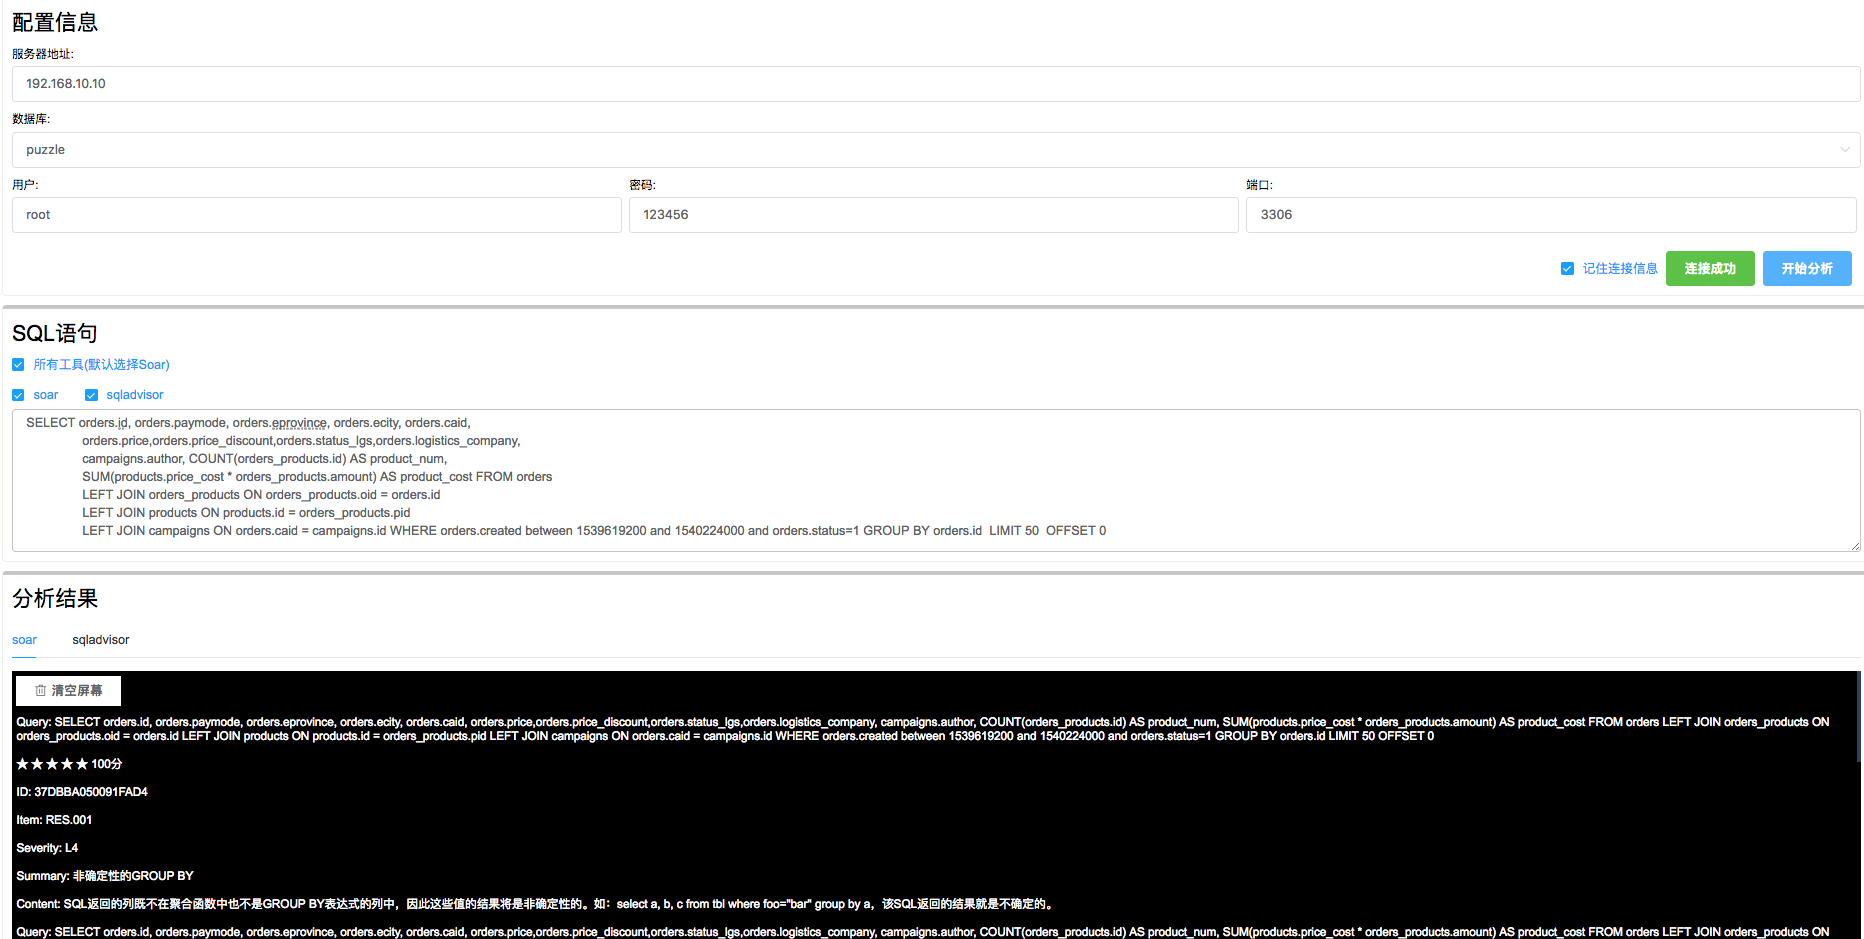 配置信息
服务器地址:
192.168.10.10
数据库:
puzzle
用户: 密码: 端口:
root 123456 3306
记住连接信息 连接成功 开始分析
SQL语句
所有工具(默认选择Soar)
soar sqladvisor
SELECT orders.id, orders.paymode, orders.eprovince, orders.ecity, orders.caid,
orders.price,orders.price_discount,orders.status_lgs,orders.logistics_company,
campaigns.author, COUNT(orders_products.id) AS product_num,
SUM(products.price_cost * orders_products.amount) AS product_cost FROM orders
LEFT JOIN orders_products ON orders_products.oid = orders.id
LEFT JOIN products ON products.id = orders_products.pid
LEFT JOIN campaigns ON orders.caid = campaigns.id WHERE orders.created between 1539619200 and 1540224000 and orders.status=1 GROUP BY orders.id LIMIT 50 OFFSET 0
分析结果
soar sqladvisor
清空屏幕
Query: SELECT orders.id, orders.paymode, orders.eprovince, orders.ecity, orders.caid, orders.price,orders.price_discount,orders.status_lgs,orders.logistics_company, campaigns.author, COUNT(orders_products.id) AS product_num, SUM(products.price_cost * orders_products.amount) AS product_cost FROM orders LEFT JOIN orders_products ON
orders_products.oid = orders.id LEFT JOIN products ON products.id = orders_products.pid LEFT JOIN campaigns ON orders.caid = campaigns.id WHERE orders.created between 1539619200 and 1540224000 and orders.status=1 GROUP BY orders.id LIMIT 50 OFFSET 0
★★★★★ 100分
ID: 37DBBA050091FAD4
Item: RES.001
Severity: L4
Summary: 非确定性的GROUP BY
Content: SQL返回的列既不在聚合函数中也不是GROUP BY表达式的列中，因此这些值的结果将是非确定性的。如：select a, b, c from tbl where foo="bar" group by a，该SQL返回的结果就是不确定的。
Query: SELECT orders.id, orders.paymode, orders.eprovince, orders.ecity, orders.caid, orders.price,orders.price_discount,orders.status_lgs,orders.logistics_company, campaigns.author, COUNT(orders_products.id) AS product_num, SUM(products.price_cost * orders_products.amount) AS product_cost FROM orders LEFT JOIN orders_products ON